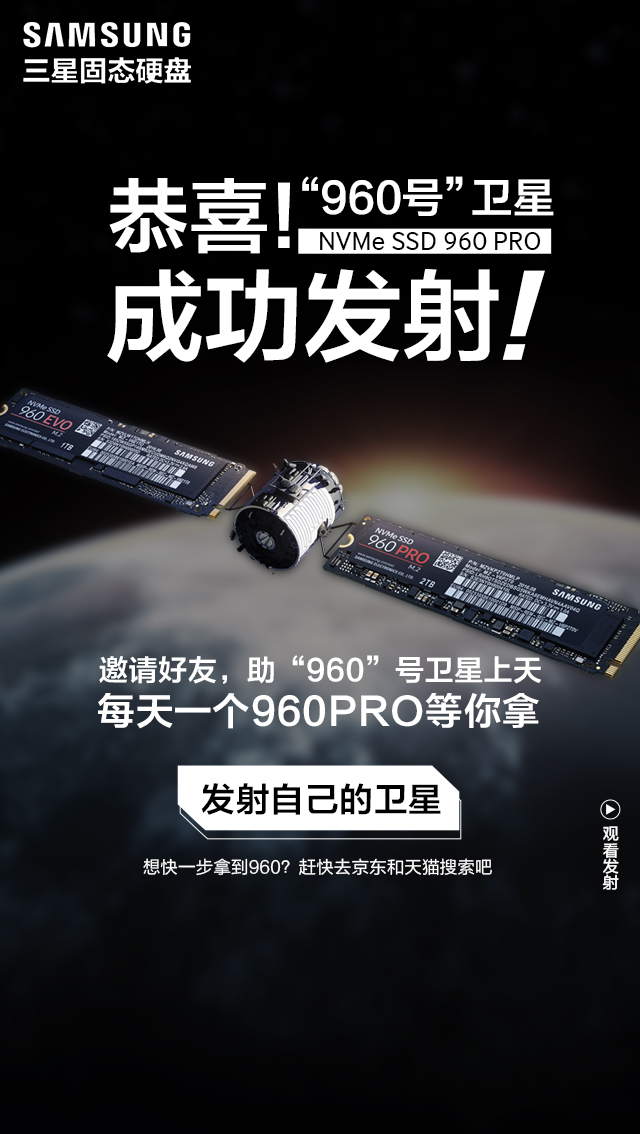 SAMSUNG
三星固态硬盘
恭喜！“960号”卫星
NVMe SSD 960 PRO
成功发射！
NVMe SSD
960 EVO
M.2
1TB
SAMSUNG
NVMe SSD
960 PRO
M.2
2TB
SAMSUNG
邀请好友，助“960”号卫星上天
每天一个960PRO等你拿
发射自己的卫星
想快一步拿到960？赶快去京东和天猫搜索吧
观看发射